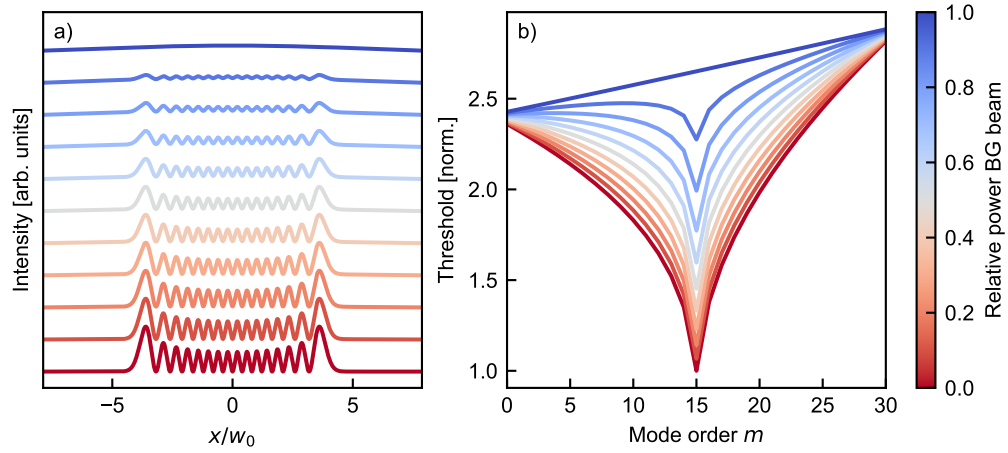 a)
Intensity [arb. units]
−5 0 5
x/w0
b)
Threshold [norm.]
2.5
2.0
1.5
1.0
0 5 10 15 20 25 30
Mode order m
1.0
0.8
0.6
0.4
0.2
0.0
Relative power BG beam